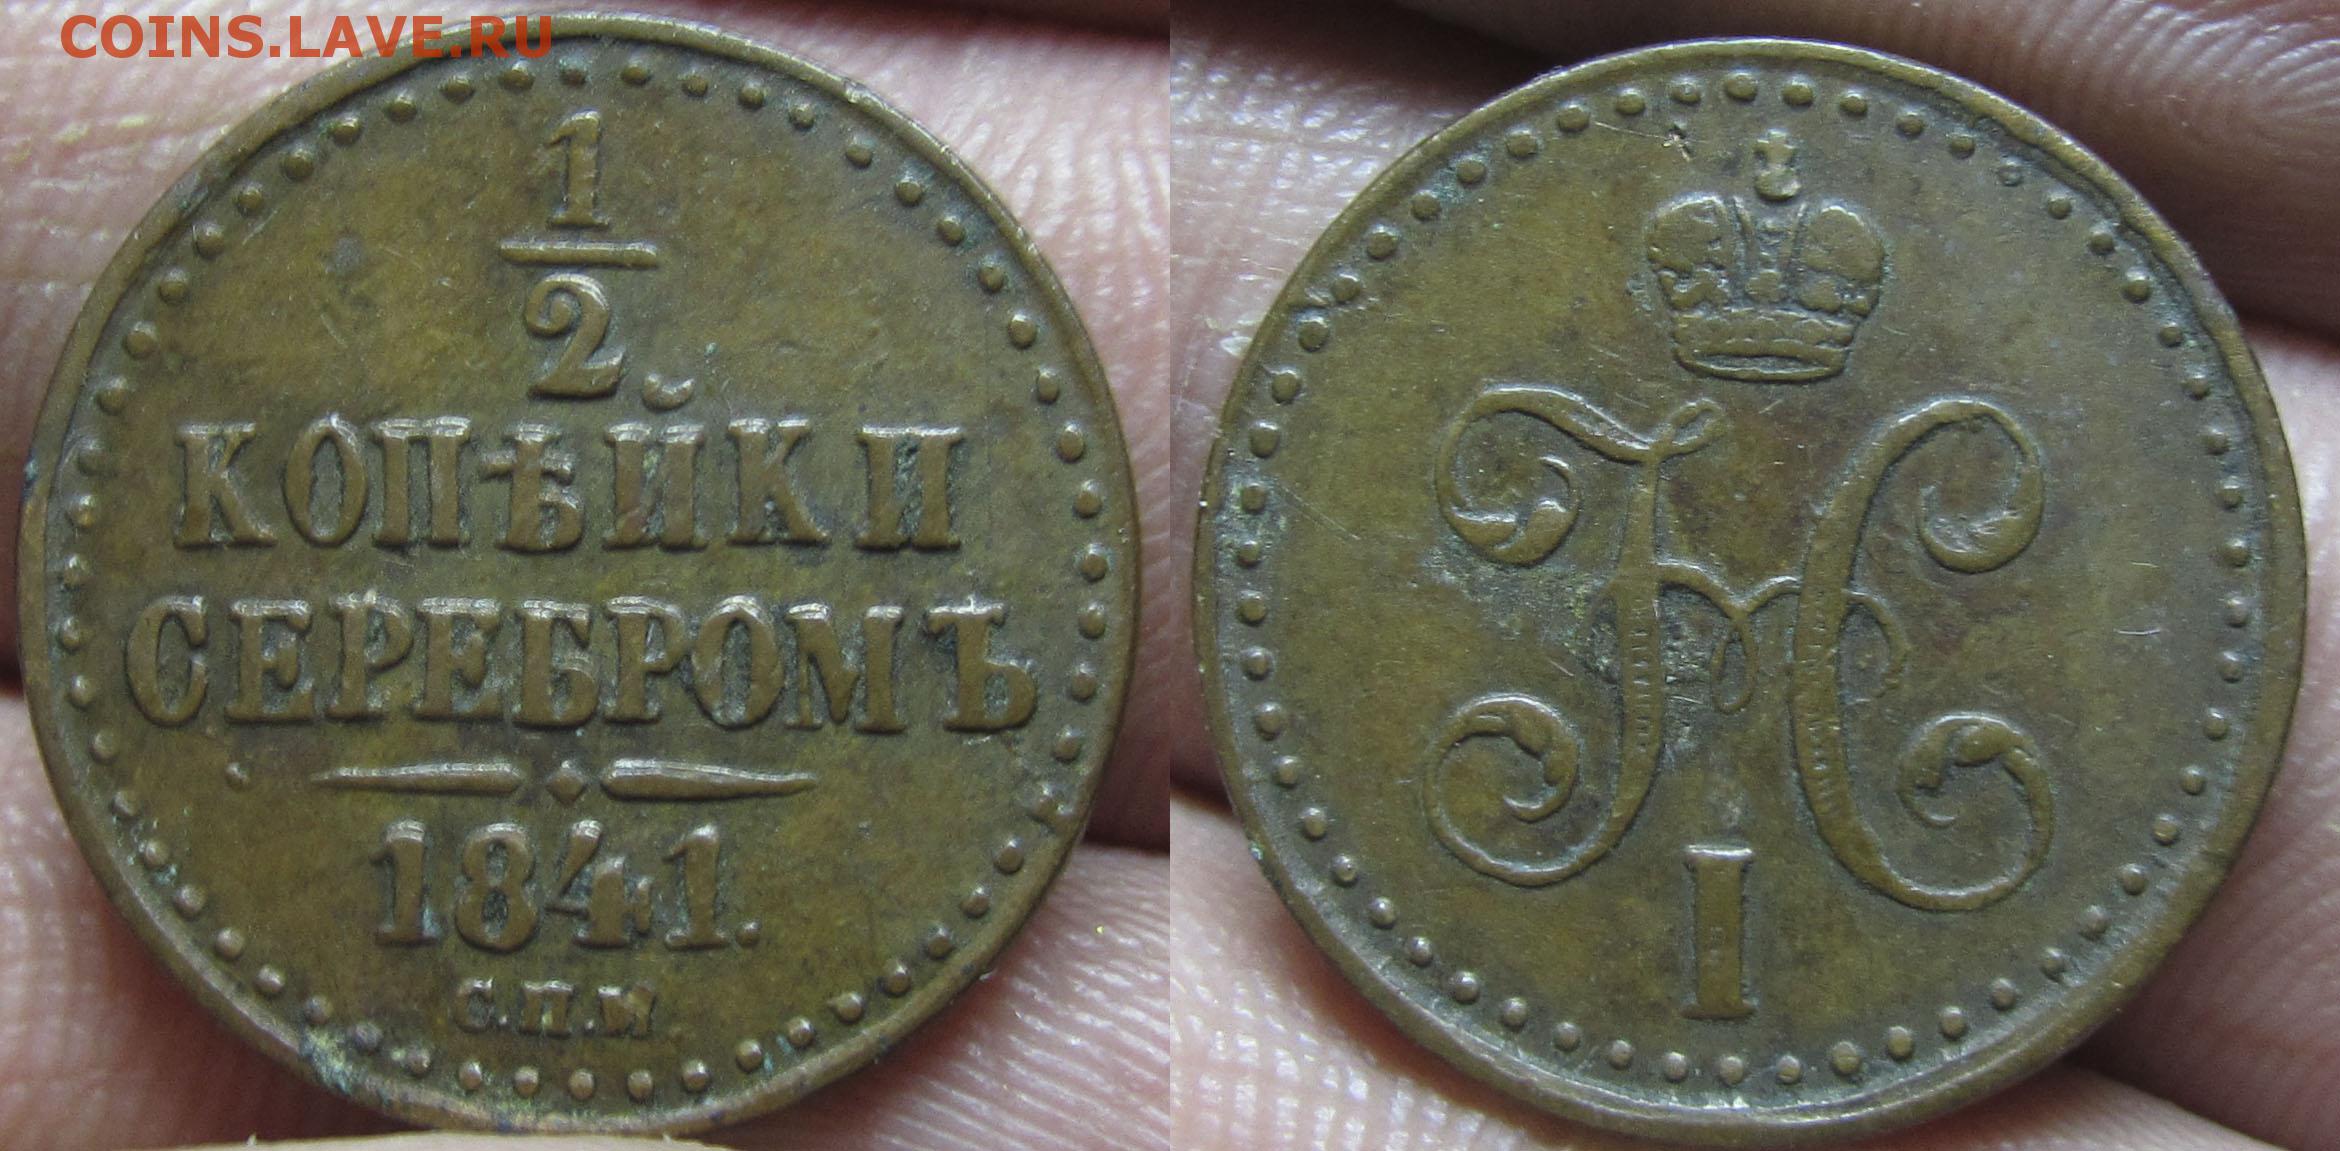 COINS.LAVE.RU
1
2
КОПѢЙКИ
СЕРЕБРОМЪ
1841.
С.П.М
Н
I